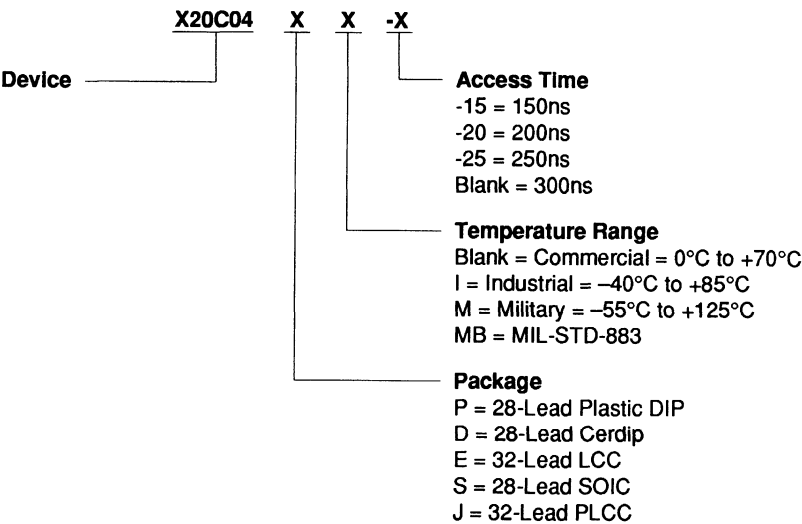 X20C04 X X -X
Device
Access Time
-15 = 150ns
-20 = 200ns
-25 = 250ns
Blank = 300ns
Temperature Range
Blank = Commercial = 0°C to +70°C
I = Industrial = –40°C to +85°C
M = Military = –55°C to +125°C
MB = MIL-STD-883
Package
P = 28-Lead Plastic DIP
D = 28-Lead Cerdip
E = 32-Lead LCC
S = 28-Lead SOIC
J = 32-Lead PLCC